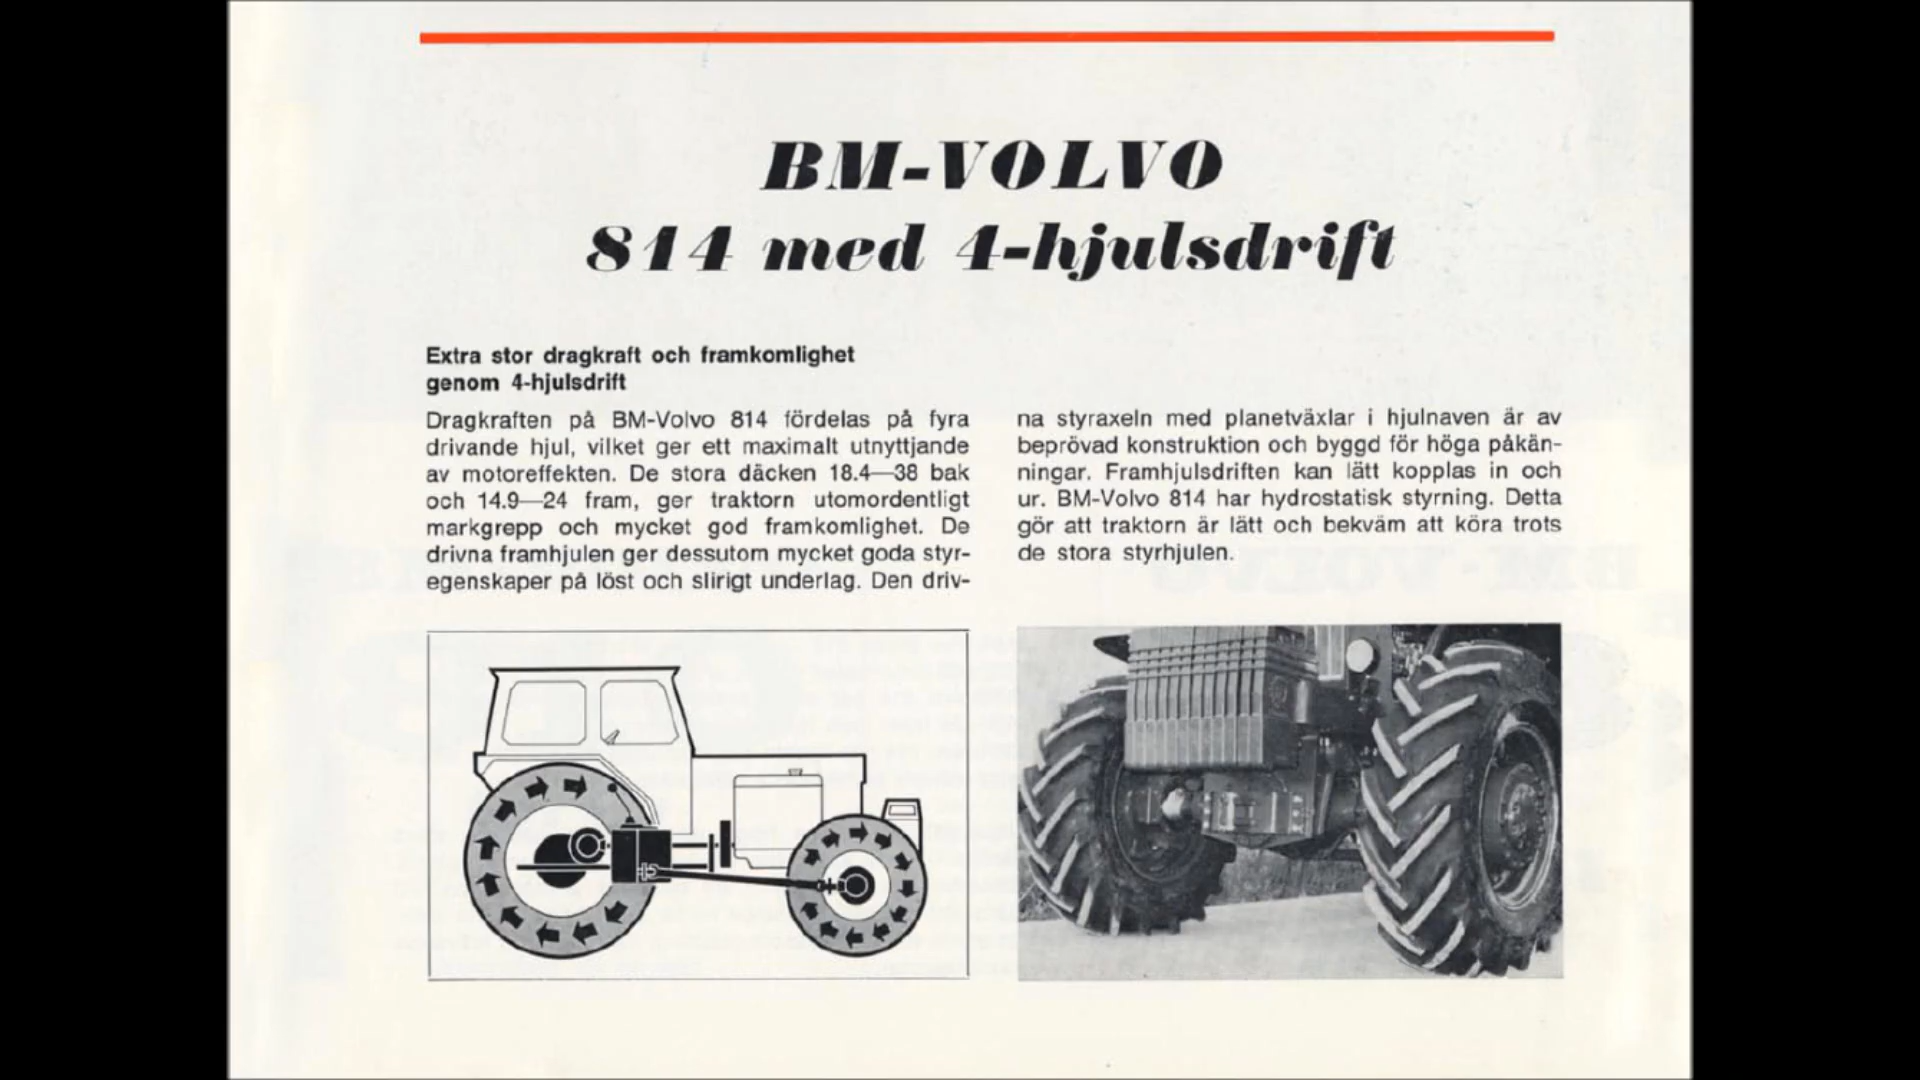 BM-VOLVO
814 med 4-hjulsdrift
Extra stor dragkraft och framkomlighet
genom 4-hjulsdrift
Dragkraften på BM-Volvo 814 fördelas på fyra
drivande hjul, vilket ger ett maximalt utnyttjande
av motoreffekten. De stora däcken 18.4—38 bak
och 14.9—24 fram, ger traktorn utomordentligt
markgrepp och mycket god framkomlighet. De
drivna framhjulen ger dessutom mycket goda styr-
egenskaper på löst och slirigt underlag. Den driv-
na styraxeln med planetväxlar i hjulnaven är av
beprövad konstruktion och byggd för höga påkän-
ningar. Framhjulsdriften kan lätt kopplas in och
ur. BM-Volvo 814 har hydrostatisk styrning. Detta
gör att traktorn är lätt och bekväm att köra trots
de stora styrhjulen.